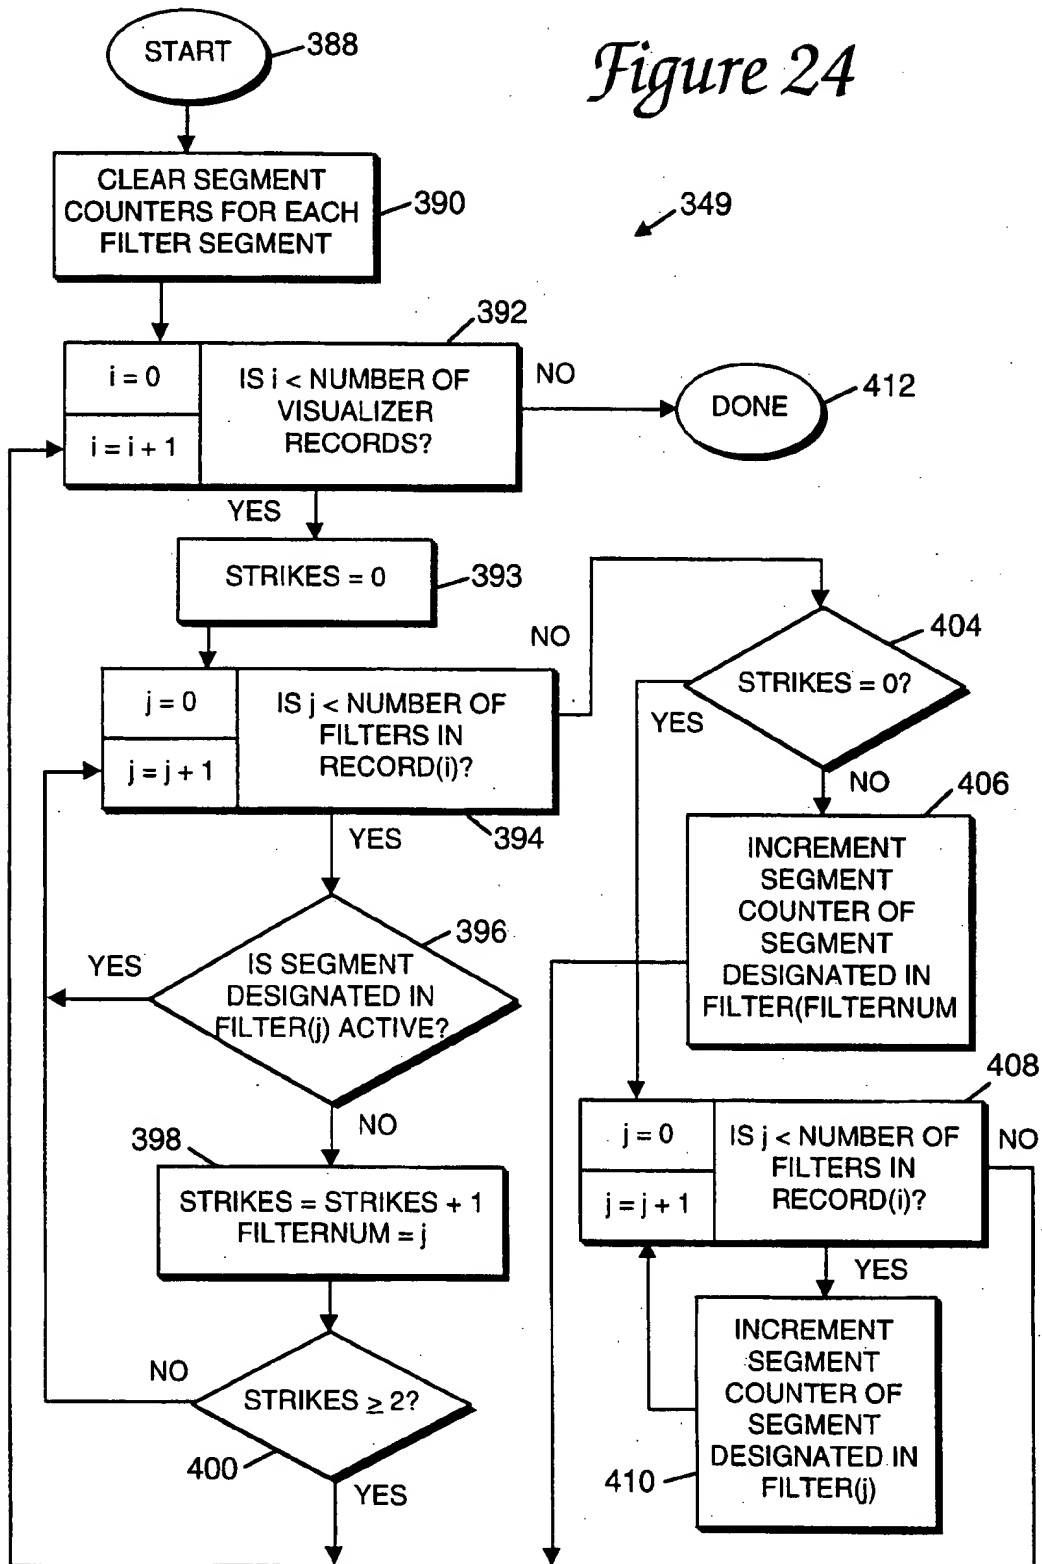 Figure 24
START
388
CLEAR SEGMENT
COUNTERS FOR EACH
FILTER SEGMENT
390
349
392
i = 0
i = i + 1
IS i < NUMBER OF
VISUALIZER
RECORDS?
NO
DONE
412
YES
STRIKES = 0
393
NO
j = 0
j = j + 1
IS j < NUMBER OF
FILTERS IN
RECORD(i)?
394
YES
STRIKES = 0?
404
YES
NO
406
INCREMENT
SEGMENT
COUNTER OF
SEGMENT
DESIGNATED IN
FILTER(FILTERNUM
IS SEGMENT
DESIGNATED IN
FILTER(j) ACTIVE?
396
YES
NO
398
STRIKES = STRIKES + 1
FILTERNUM = j
STRIKES ≥ 2?
NO
400
YES
408
j = 0
j = j + 1
IS j < NUMBER OF
FILTERS IN
RECORD(i)?
NO
YES
INCREMENT
SEGMENT
COUNTER OF
SEGMENT
DESIGNATED IN
FILTER(j)
410